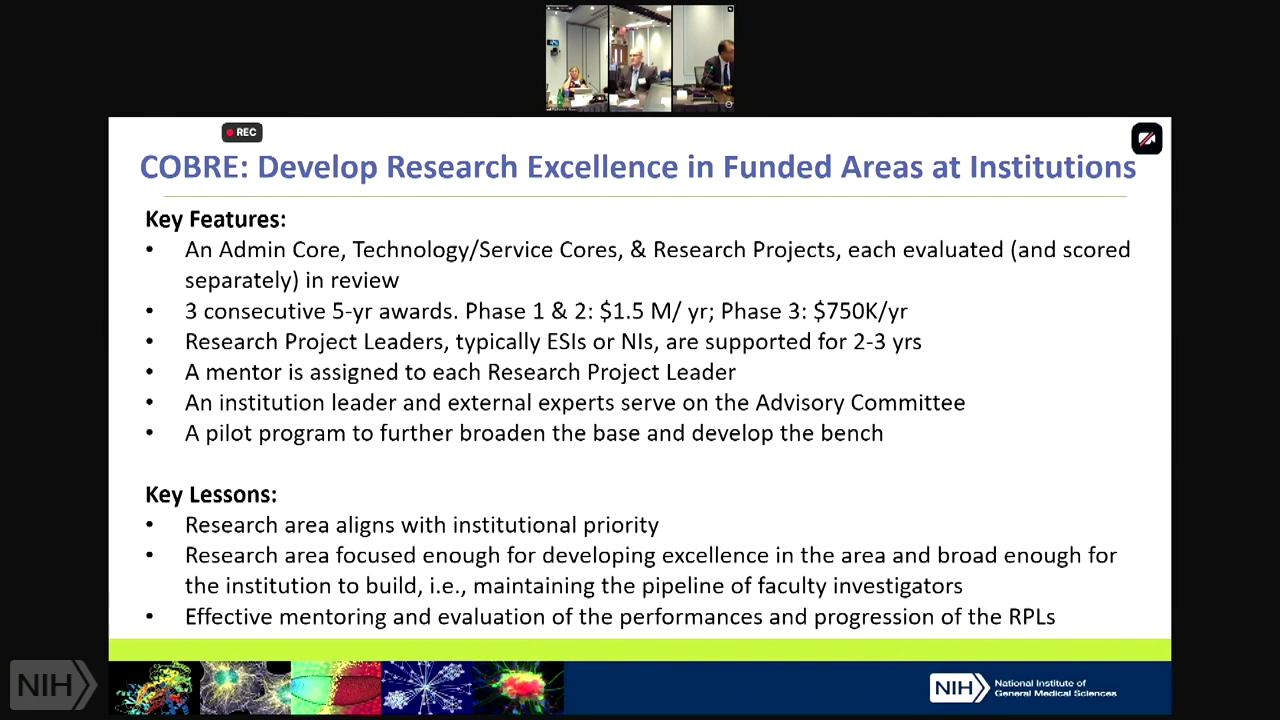 REC
COBRE: Develop Research Excellence in Funded Areas at Institutions
Key Features:
• An Admin Core, Technology/Service Cores, & Research Projects, each evaluated (and scored
separately) in review
• 3 consecutive 5-yr awards. Phase 1 & 2: $1.5 M/ yr; Phase 3: $750K/yr
• Research Project Leaders, typically ESIs or NIs, are supported for 2-3 yrs
• A mentor is assigned to each Research Project Leader
• An institution leader and external experts serve on the Advisory Committee
• A pilot program to further broaden the base and develop the bench
Key Lessons:
• Research area aligns with institutional priority
• Research area focused enough for developing excellence in the area and broad enough for
the institution to build, i.e., maintaining the pipeline of faculty investigators
• Effective mentoring and evaluation of the performances and progression of the RPLs
NIH
NIH
National Institute of
General Medical Sciences